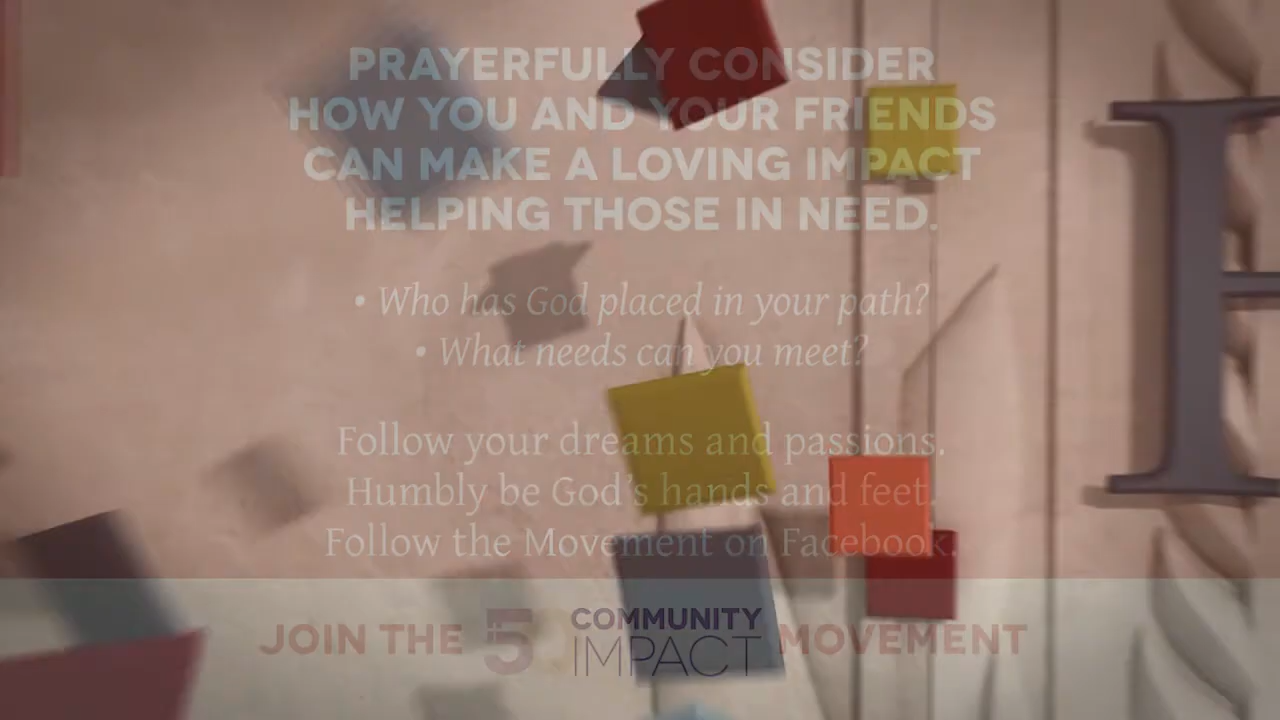 PRAYERFULLY CONSIDER
HOW YOU AND YOUR FRIENDS
CAN MAKE A LOVING IMPACT
HELPING THOSE IN NEED.
• Who has God placed in your path?
• What needs can you meet?
Follow your dreams and passions.
Humbly be God's hands and feet.
Follow the Movement on Facebook.
JOIN THE 5 COMMUNITY IMPACT MOVEMENT